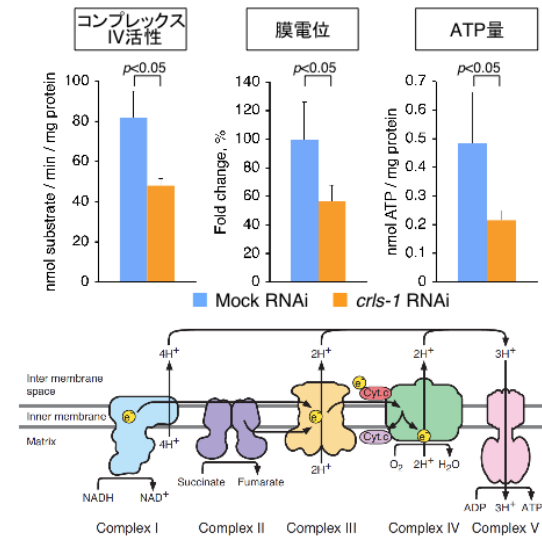 コンプレックス
IV活性
膜電位
ATP量
nmol substrate / min / mg protein
100
80
60
40
20
0
p<0.05
Fold change, %
140
120
100
80
60
40
20
0
p<0.05
nmol ATP / mg protein
0.7
0.6
0.5
0.4
0.3
0.2
0.1
0
p<0.05
Mock RNAi
crls-1 RNAi
4H+
2H+
2H+
3H+
Inter membrane
space
Inner membrane
Matrix
e-
e-
e-
Cyt.c
Cyt.c
e-
4H+
2H+
O2
2H+
H2O
NADH
NAD+
Succinate
Fumarate
ADP
3H+
ATP
Complex I
Complex II
Complex III
Complex IV
Complex V